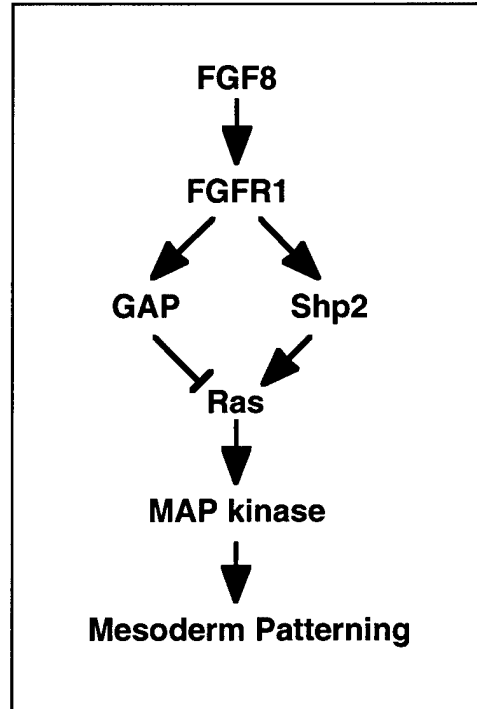 FGF8
FGFR1
GAP Shp2
Ras
MAP kinase
Mesoderm Patterning